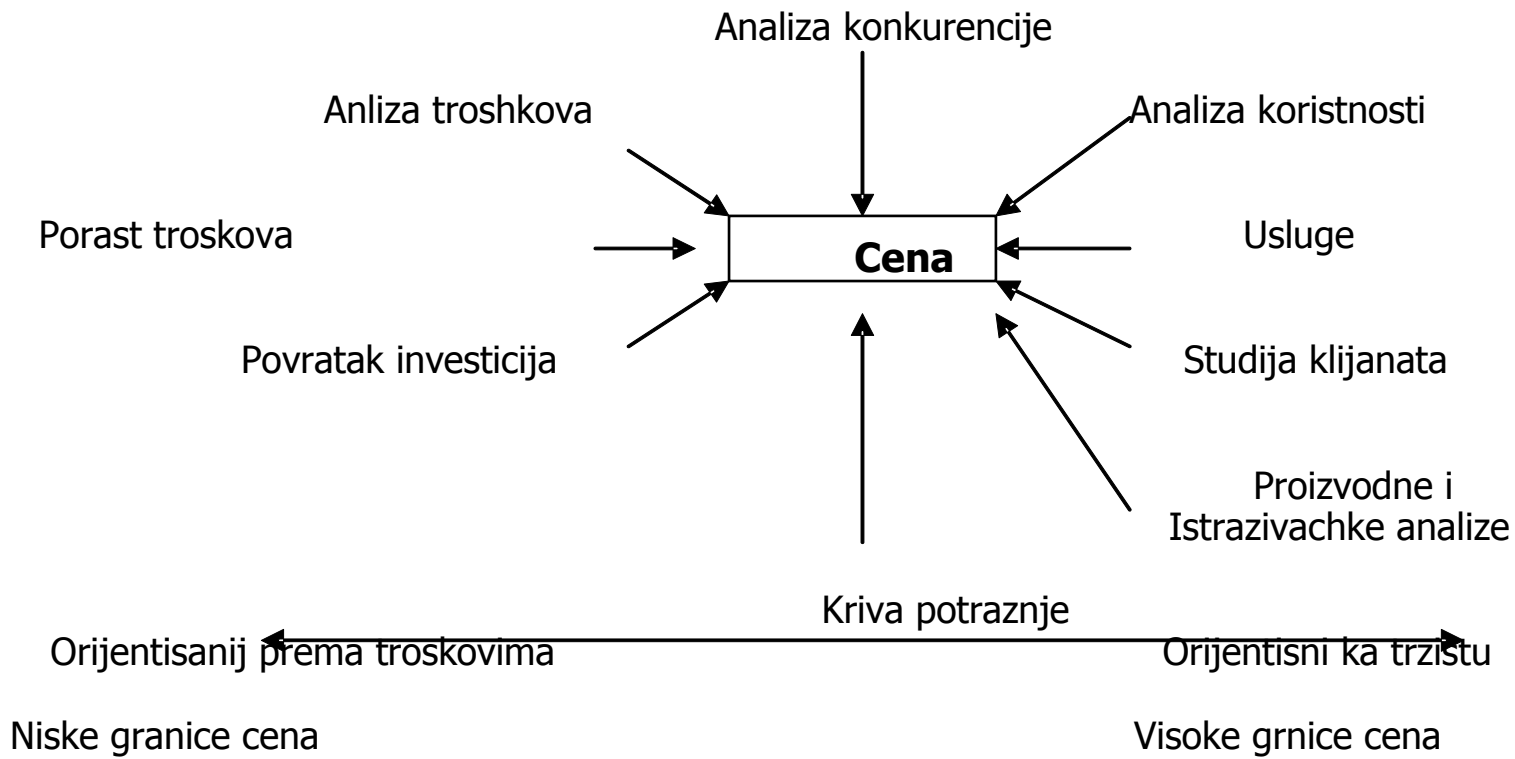 Analiza konkurencije
Anliza troshkova
Analiza koristnosti
Porast troskova
Usluge
Cena
Povratak investicija
Studija klijanata
Proizvodne i
Istrazivachke analize
Kriva potraznje
Orijentisanij prema troskovima
Orijentisni ka trzistu
Niske granice cena
Visoke grnice cena